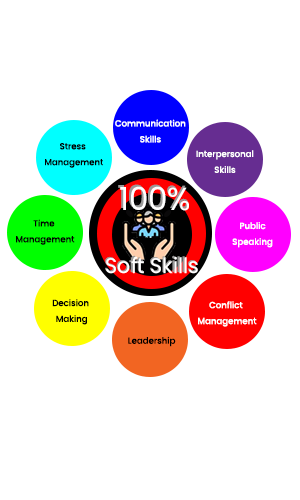 Communication
Skills
Stress
Management
Interpersonal
Skills
100%
Soft Skills
Time
Management
Public
Speaking
Decision
Making
Conflict
Management
Leadership